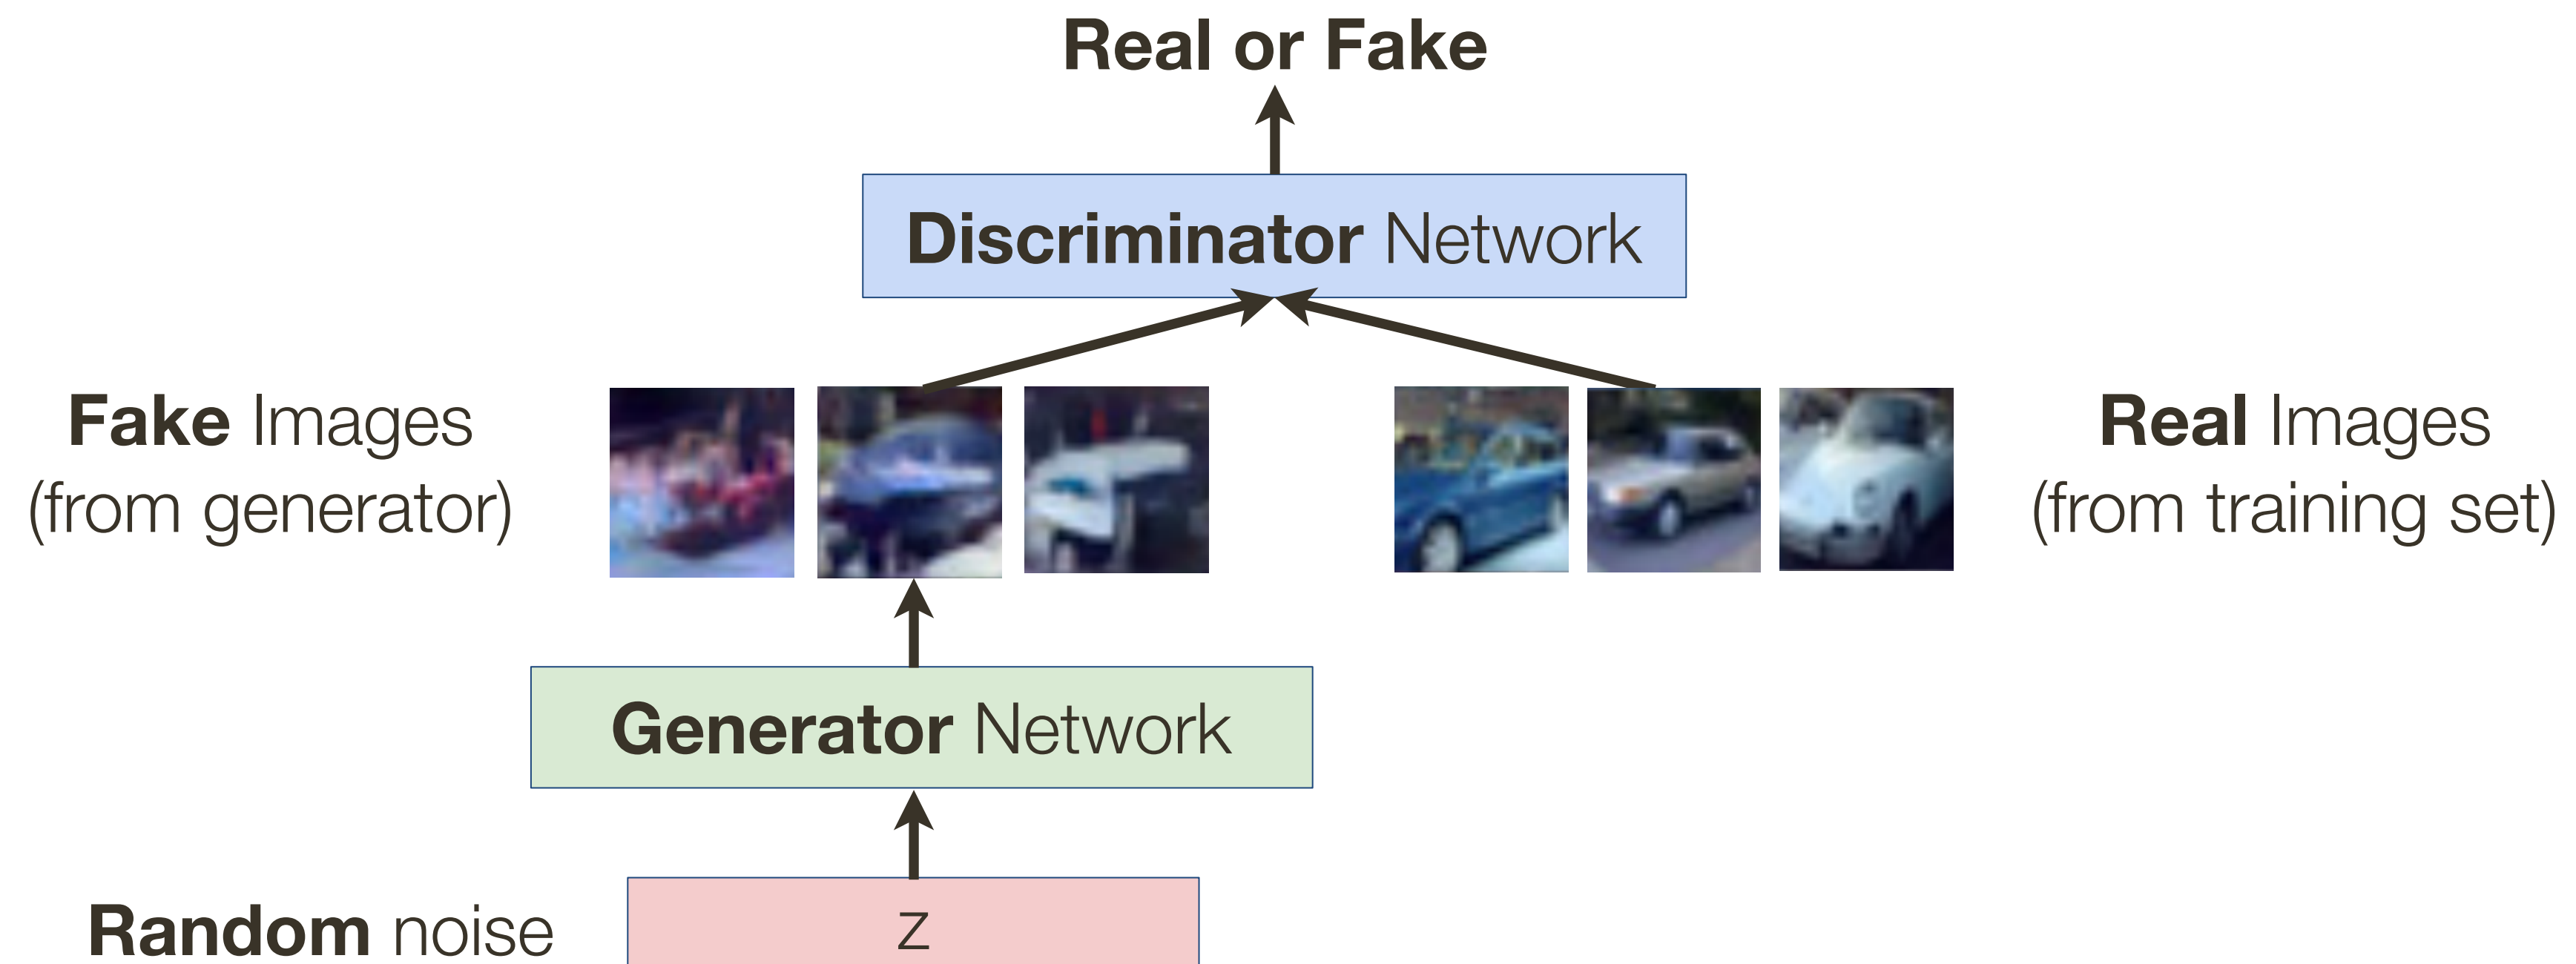 Real or Fake
Discriminator Network
Fake Images
(from generator)
Real Images
(from training set)
Generator Network
Random noise
z